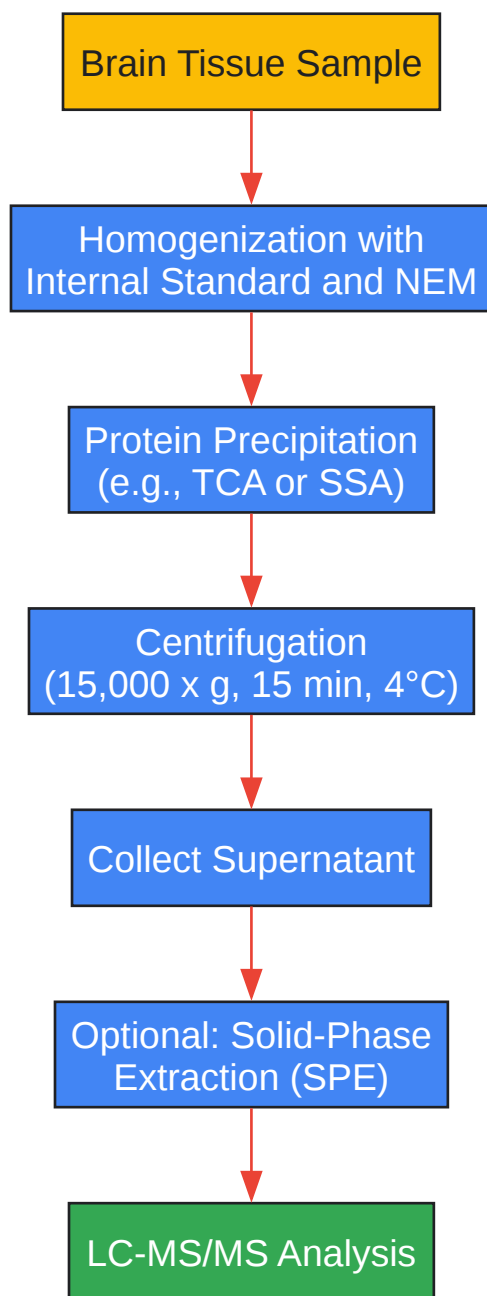 Brain Tissue Sample
Homogenization with
Internal Standard and NEM
Protein Precipitation
(e.g., TCA or SSA)
Centrifugation
(15,000 x g, 15 min, 4°C)
Collect Supernatant
Optional: Solid-Phase
Extraction (SPE)
LC-MS/MS Analysis